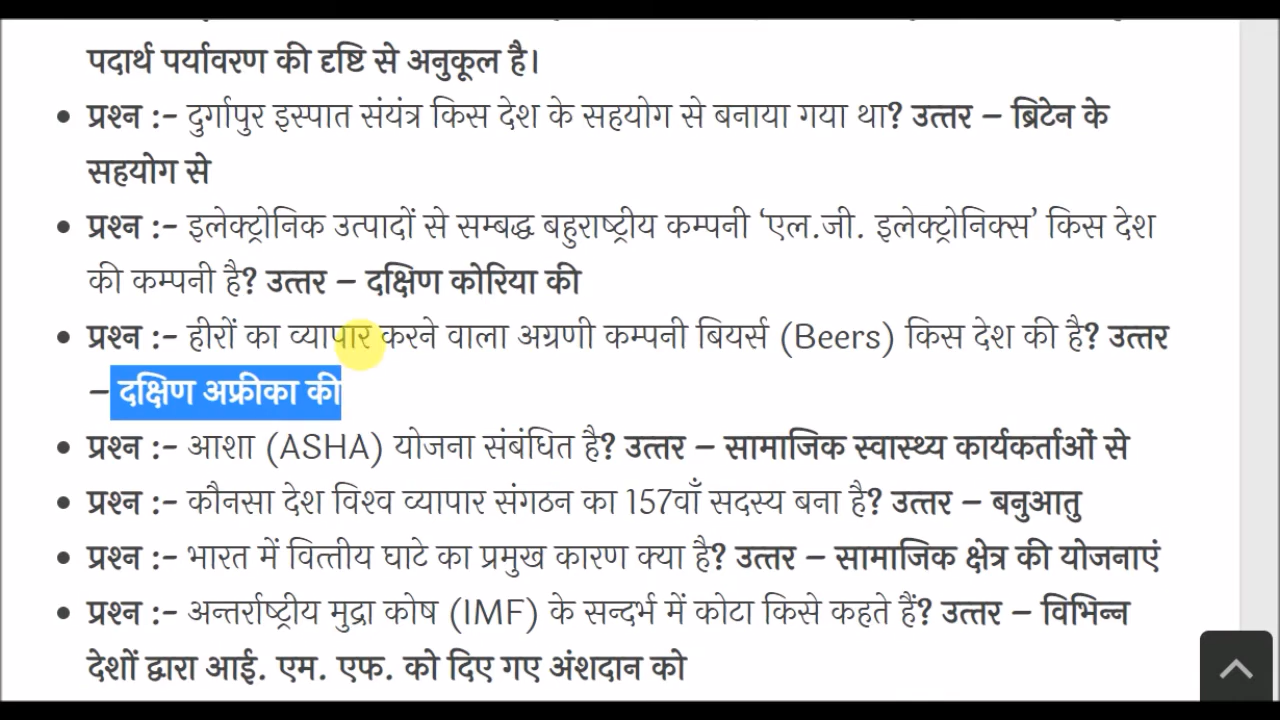 पदार्थ पर्यावरण की दृष्टि से अनुकूल है।
• प्रश्न :- दुर्गापुर इस्पात संयंत्र किस देश के सहयोग से बनाया गया था? उत्तर – ब्रिटेन के
सहयोग से
• प्रश्न :- इलेक्ट्रोनिक उत्पादों से सम्बद्ध बहुराष्ट्रीय कम्पनी ‘एल.जी. इलेक्ट्रोनिक्स’ किस देश
की कम्पनी है? उत्तर – दक्षिण कोरिया की
• प्रश्न :- हीरों का व्यापार करने वाला अग्रणी कम्पनी बियर्स (Beers) किस देश की है? उत्तर
– दक्षिण अफ्रीका की
• प्रश्न :- आशा (ASHA) योजना संबंधित है? उत्तर – सामाजिक स्वास्थ्य कार्यकर्ताओं से
• प्रश्न :- कौनसा देश विश्व व्यापार संगठन का 157वाँ सदस्य बना है? उत्तर – बनुआतु
• प्रश्न :- भारत में वित्तीय घाटे का प्रमुख कारण क्या है? उत्तर – सामाजिक क्षेत्र की योजनाएं
• प्रश्न :- अन्तर्राष्ट्रीय मुद्रा कोष (IMF) के सन्दर्भ में कोटा किसे कहते हैं? उत्तर – विभिन्न
देशों द्वारा आई. एम. एफ. को दिए गए अंशदान को